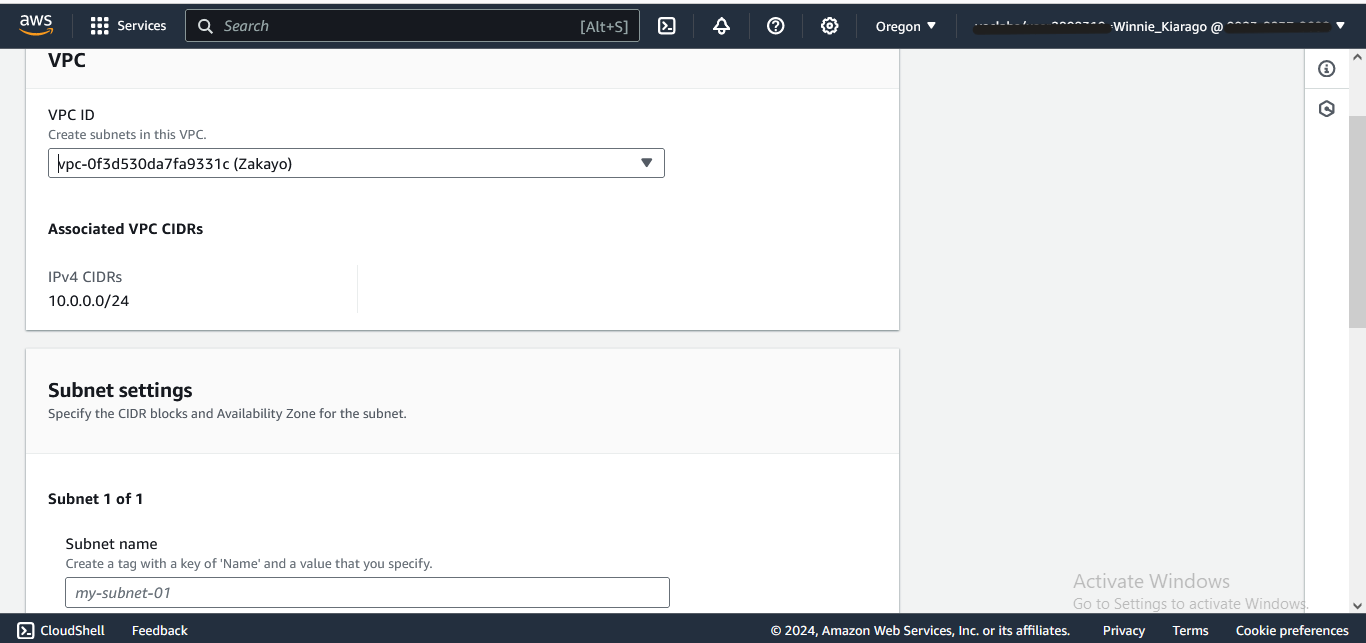 aws
Services
Search
[Alt+S]
Oregon
Winnie_Kiarago @
VPC
VPC ID
Create subnets in this VPC.
vpc-0f3d530da7fa9331c (Zakayo)
Associated VPC CIDRs
IPv4 CIDRs
10.0.0.0/24
Subnet settings
Specify the CIDR blocks and Availability Zone for the subnet.
Subnet 1 of 1
Subnet name
Create a tag with a key of 'Name' and a value that you specify.
my-subnet-01
Activate Windows
Go to Settings to activate Windows.
CloudShell
Feedback
© 2024, Amazon Web Services, Inc. or its affiliates.
Privacy
Terms
Cookie preferences